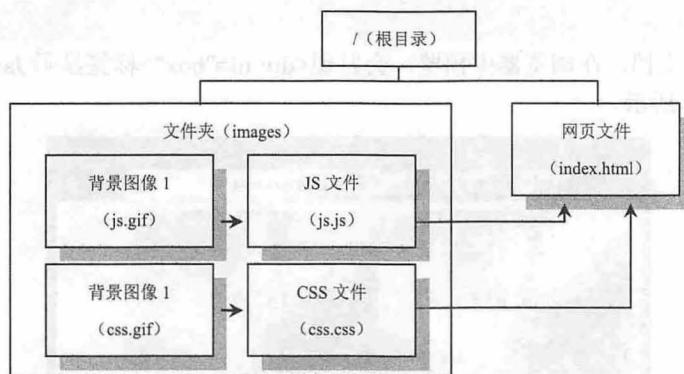 /（根目录）
文件夹（images）
网页文件
（index.html）
背景图像 1
（js.gif）
JS 文件
（js.js）
背景图像 1
（css.gif）
CSS 文件
（css.css）